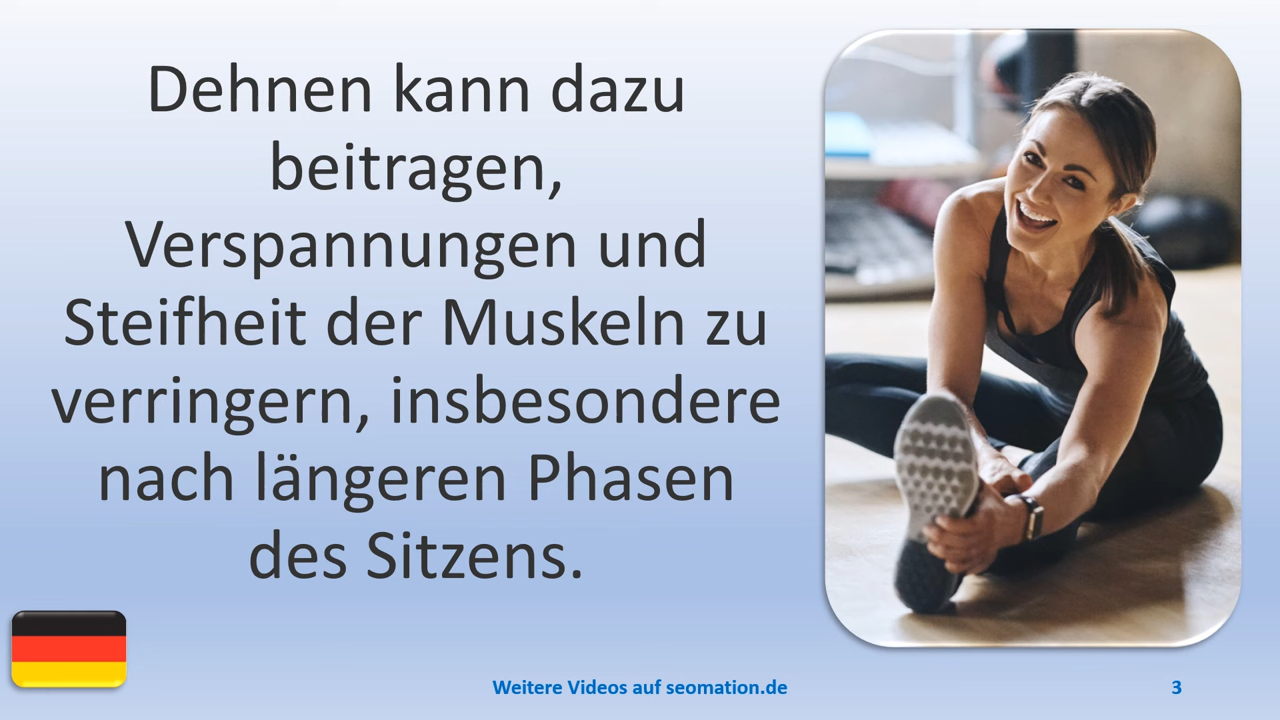 Dehnen kann dazu
beitragen,
Verspannungen und
Steifheit der Muskeln zu
verringern, insbesondere
nach längeren Phasen
des Sitzens.
Weitere Videos auf seomation.de
3